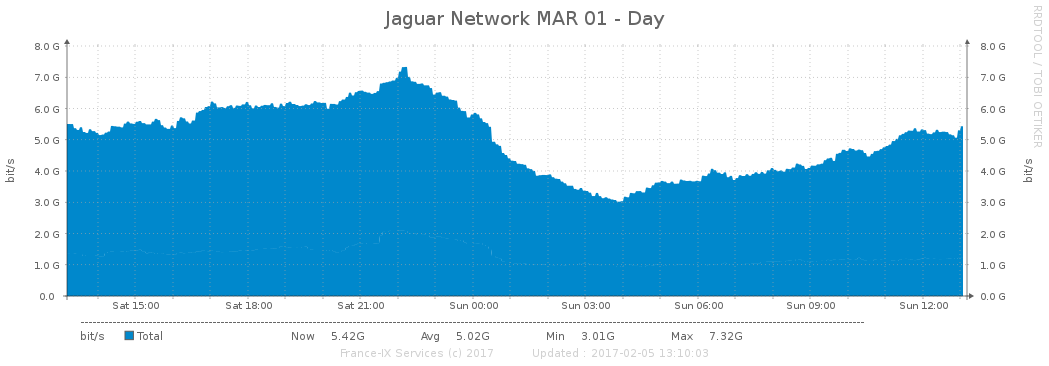 Jaguar Network MAR 01 - Day
RRDTOOL / TOBI OETIKER
bit/s
8.0 G 8.0 G
7.0 G 7.0 G
6.0 G 6.0 G
5.0 G 5.0 G
4.0 G 4.0 G
3.0 G 3.0 G
2.0 G 2.0 G
1.0 G 1.0 G
0.0 0.0 G
bit/s
Sat 15:00 Sat 18:00 Sat 21:00 Sun 00:00 Sun 03:00 Sun 06:00 Sun 09:00 Sun 12:00
bit/s Total Now 5.42G Avg 5.02G Min 3.01G Max 7.32G
France-IX Services (c) 2017 Updated : 2017-02-05 13:10:03